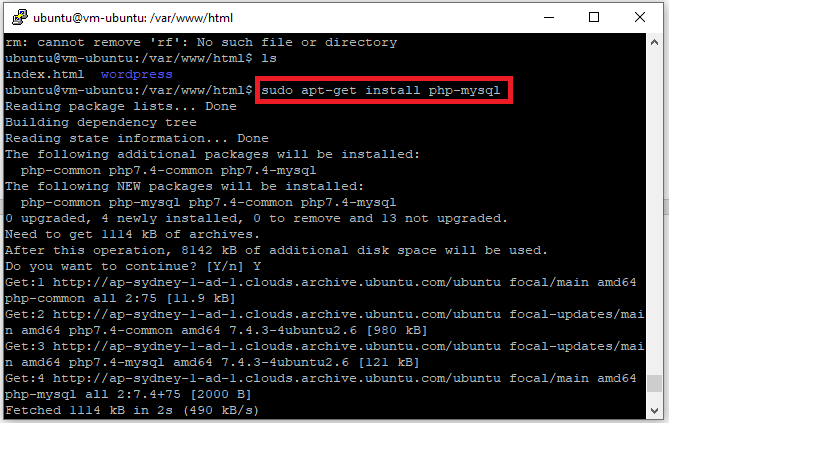 ubuntu@vm-ubuntu: /var/www/html
rm: cannot remove 'rf': No such file or directory
ubuntu@vm-ubuntu:/var/www/html$ ls
index.html  wordpress
ubuntu@vm-ubuntu:/var/www/html$ sudo apt-get install php-mysql
Reading package lists... Done
Building dependency tree
Reading state information... Done
The following additional packages will be installed:
  php-common php7.4-common php7.4-mysql
The following NEW packages will be installed:
  php-common php-mysql php7.4-common php7.4-mysql
0 upgraded, 4 newly installed, 0 to remove and 13 not upgraded.
Need to get 1114 kB of archives.
After this operation, 8142 kB of additional disk space will be used.
Do you want to continue? [Y/n] Y
Get:1 http://ap-sydney-1-ad-1.clouds.archive.ubuntu.com/ubuntu focal/main amd64
php-common all 2:75 [11.9 kB]
Get:2 http://ap-sydney-1-ad-1.clouds.archive.ubuntu.com/ubuntu focal-updates/mai
n amd64 php7.4-common amd64 7.4.3-4ubuntu2.6 [980 kB]
Get:3 http://ap-sydney-1-ad-1.clouds.archive.ubuntu.com/ubuntu focal-updates/mai
n amd64 php7.4-mysql amd64 7.4.3-4ubuntu2.6 [121 kB]
Get:4 http://ap-sydney-1-ad-1.clouds.archive.ubuntu.com/ubuntu focal/main amd64
php-mysql all 2:7.4+75 [2000 B]
Fetched 1114 kB in 2s (490 kB/s)